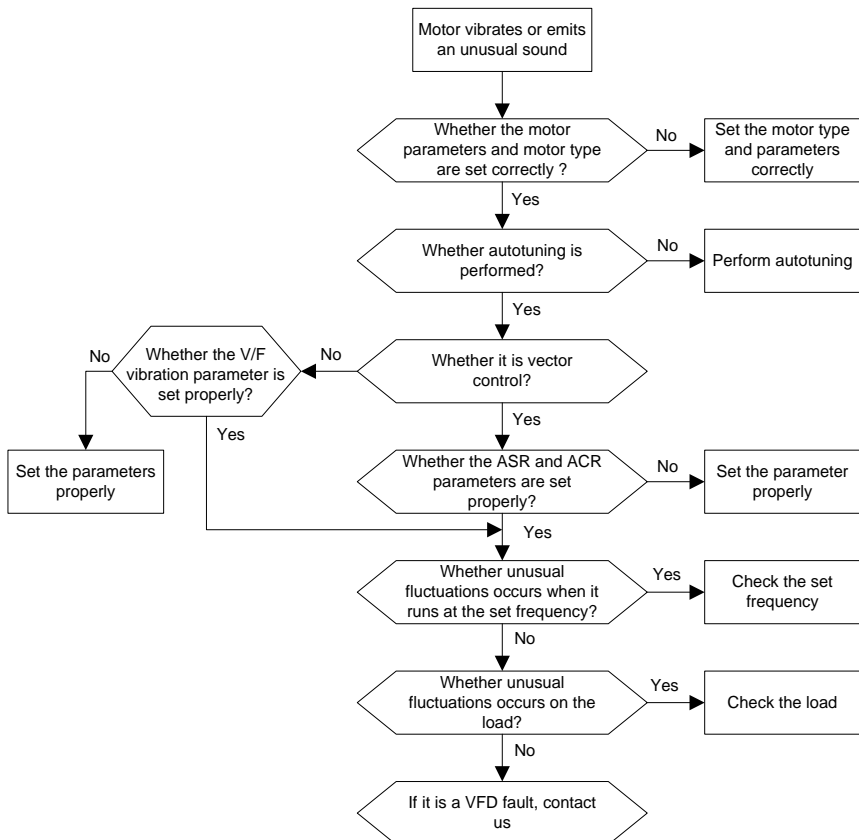 Motor vibrates or emits
an unusual sound
Whether the motor
parameters and motor type
are set correctly ?
No
Set the motor type
and parameters
correctly
Yes
Whether autotuning is
performed?
No
Perform autotuning
Yes
Whether it is vector
control?
No
Whether the V/F
vibration parameter is
set properly?
No
Set the parameters
properly
Yes
Yes
Whether the ASR and ACR
parameters are set
properly?
No
Set the parameter
properly
Yes
Whether unusual
fluctuations occurs when it
runs at the set frequency?
Yes
Check the set
frequency
No
Whether unusual
fluctuations occurs on the
load?
Yes
Check the load
No
If it is a VFD fault, contact
us